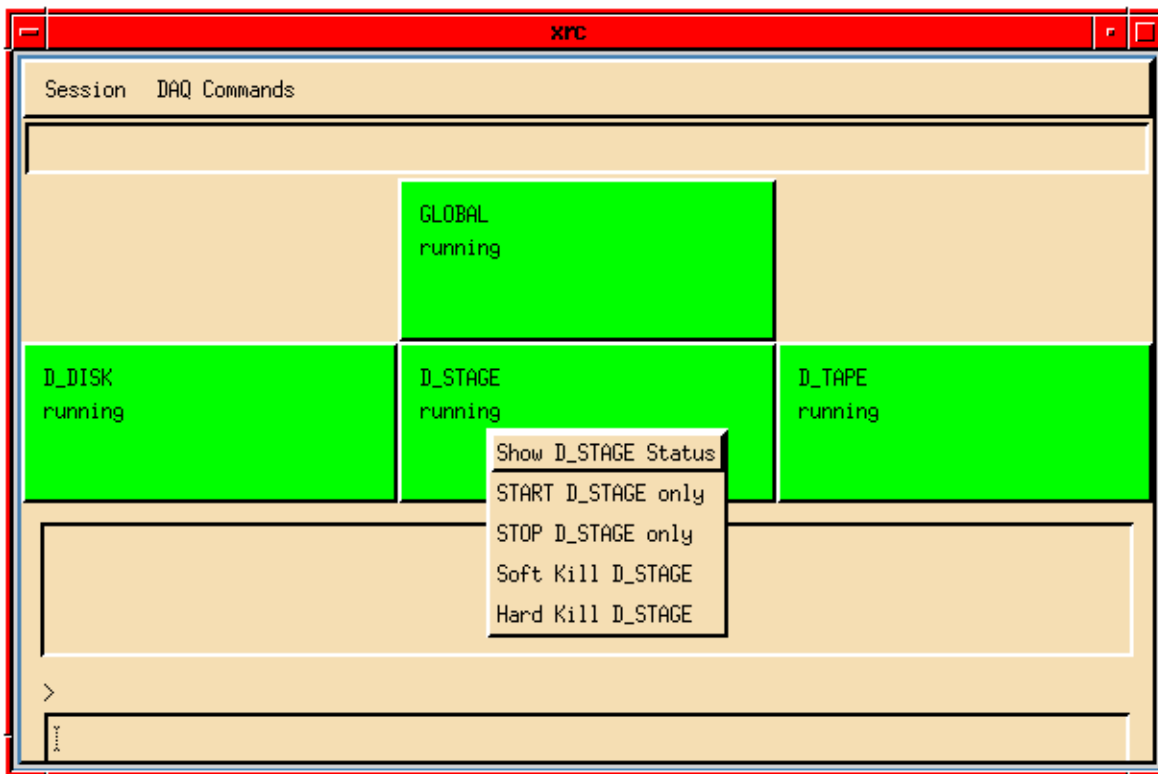 xrc
Session DAQ Commands
GLOBAL
running
D_DISK
running
D_STAGE
running
D_TAPE
running
Show D_STAGE Status
START D_STAGE only
STOP D_STAGE only
Soft Kill D_STAGE
Hard Kill D_STAGE
>